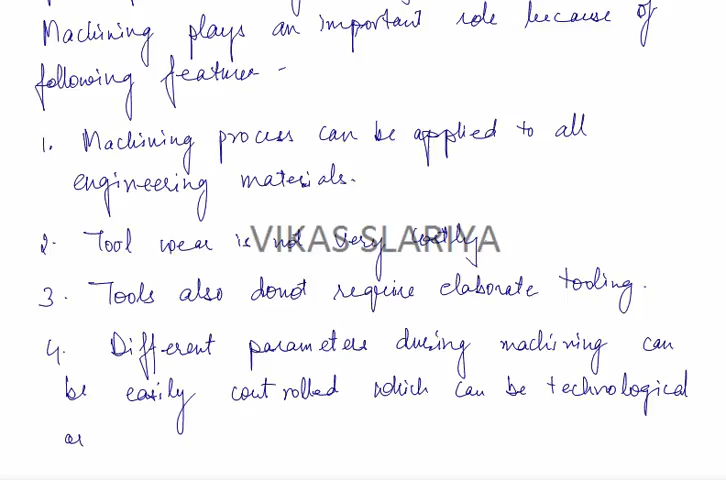 Machining plays an important role because of
following features -
1. Machining process can be applied to all
engineering materials.
2. Tool wear is not very costly
VIKAS SLARIYA
3. Tools also donot require elaborate tooling.
4. Different parameters during machining can
be easily controlled which can be technological
or